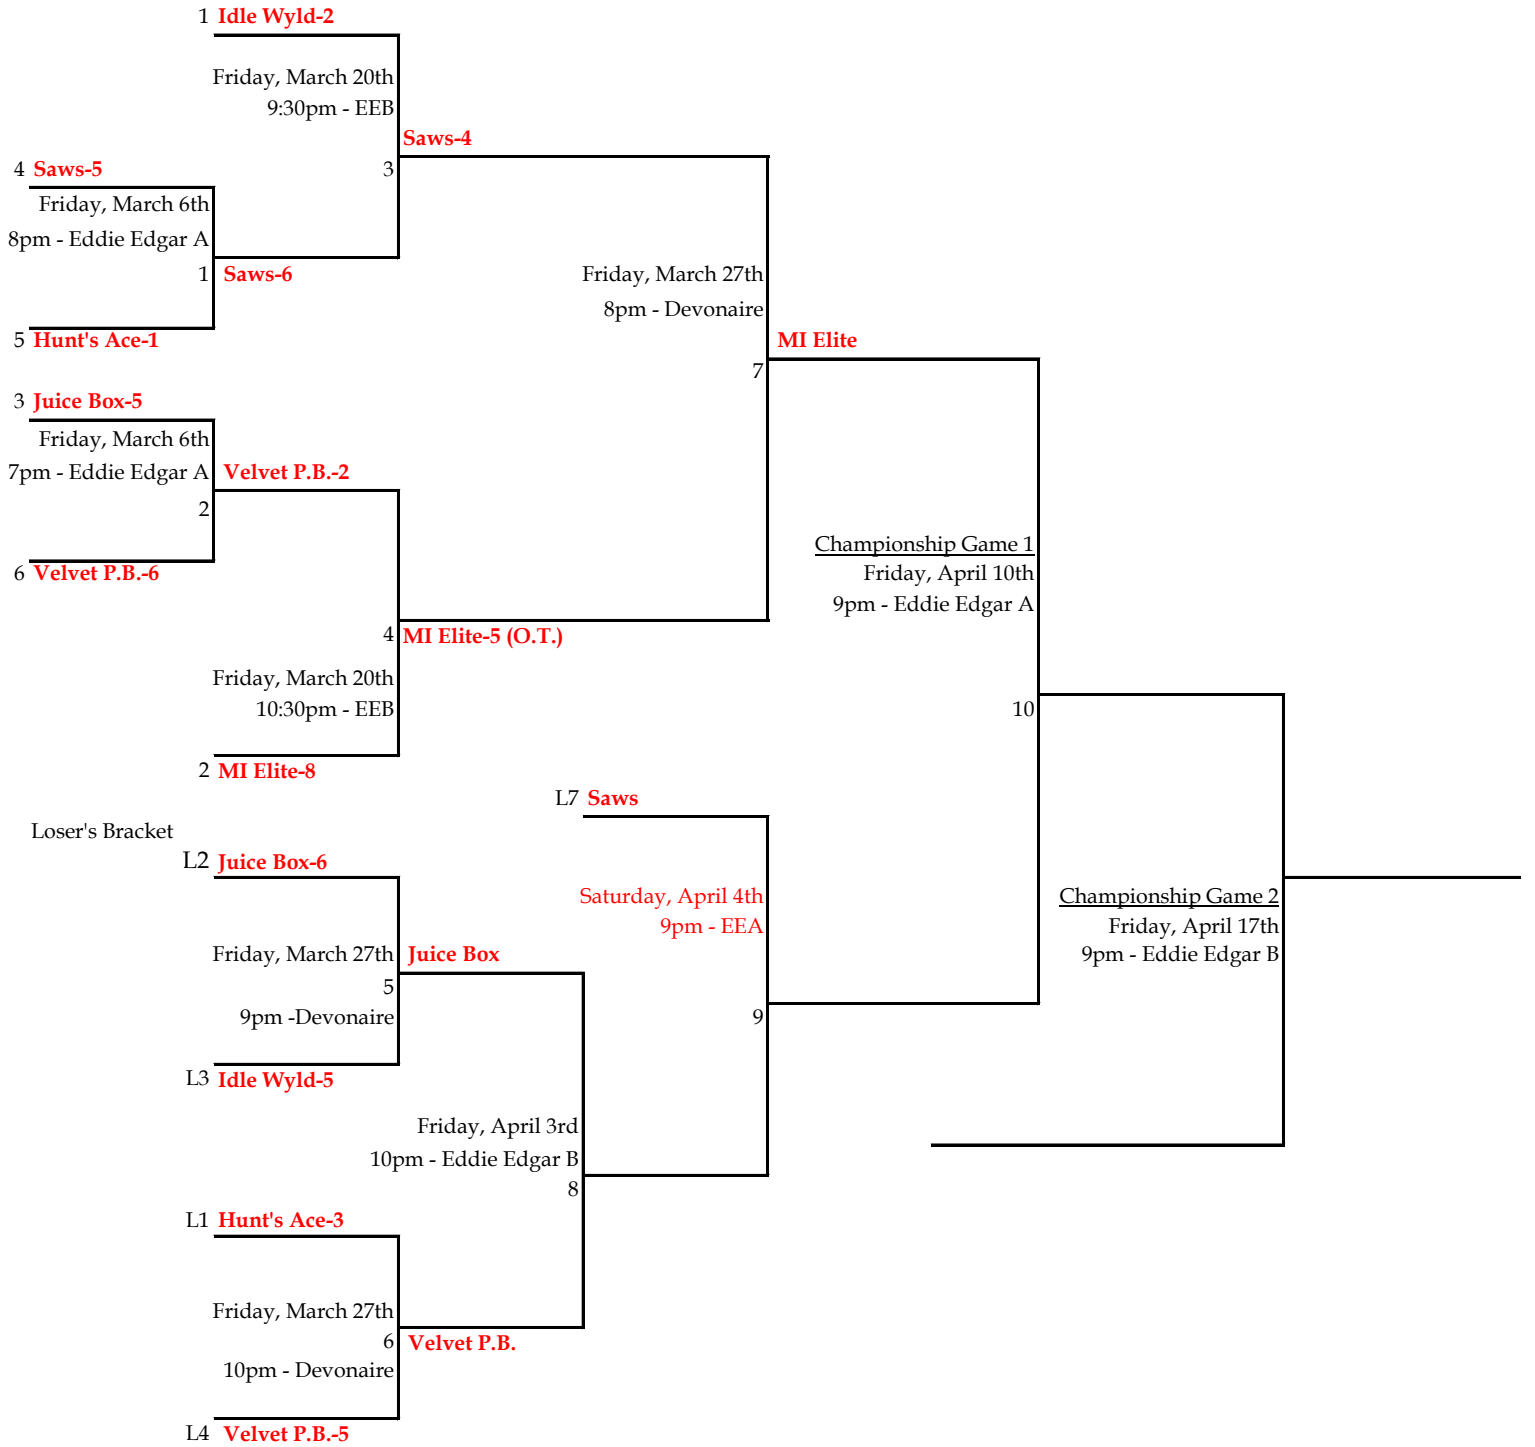 1 Idle Wyld-2
Friday, March 20th
9:30pm - EEB
Saws-4
3
4 Saws-5
Friday, March 6th
8pm - Eddie Edgar A
1 Saws-6
5 Hunt's Ace-1
Friday, March 27th
8pm - Devonaire
MI Elite
7
3 Juice Box-5
Friday, March 6th
7pm - Eddie Edgar A
Velvet P.B.-2
2
6 Velvet P.B.-6
Championship Game 1
Friday, April 10th
9pm - Eddie Edgar A
4 MI Elite-5 (O.T.)
Friday, March 20th
10:30pm - EEB
10
2 MI Elite-8
L7 Saws
Loser's Bracket
L2 Juice Box-6
Saturday, April 4th
9pm - EEA
Championship Game 2
Friday, April 17th
9pm - Eddie Edgar B
Friday, March 27th
Juice Box
5
9pm -Devonaire
9
L3 Idle Wyld-5
Friday, April 3rd
10pm - Eddie Edgar B
8
L1 Hunt's Ace-3
Friday, March 27th
6
Velvet P.B.
10pm - Devonaire
L4 Velvet P.B.-5